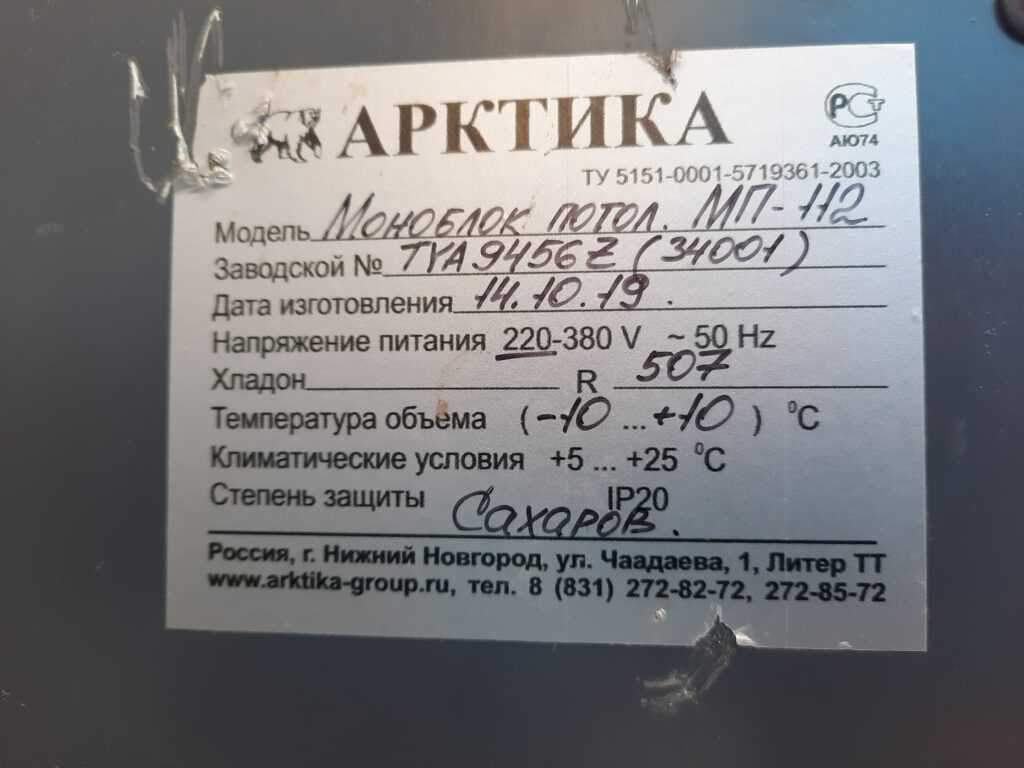 АРКТИКА
РСТ
АЮ74
ТУ 5151-0001-5719361-2003
Модель Моноблок потол. МП-112
Заводской № TYA9456Z (34001)
Дата изготовления 14.10.19.
Напряжение питания 220-380 V ~ 50 Hz
Хладон R 507
Температура объема (-10 ... +10) °C
Климатические условия +5 ... +25 °C
Степень защиты IP20
Сахаров.
Россия, г. Нижний Новгород, ул. Чаадаева, 1, Литер ТТ
www.arktika-group.ru, тел. 8 (831) 272-82-72, 272-85-72